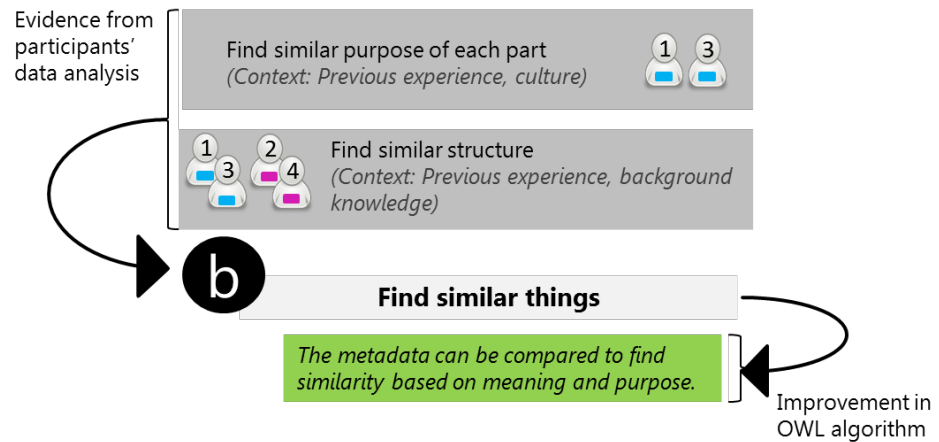 Evidence from
participants’
data analysis
Find similar purpose of each part
(Context: Previous experience, culture)
1 3
1 2
3 4
Find similar structure
(Context: Previous experience, background
knowledge)
b
Find similar things
The metadata can be compared to find
similarity based on meaning and purpose.
Improvement in
OWL algorithm